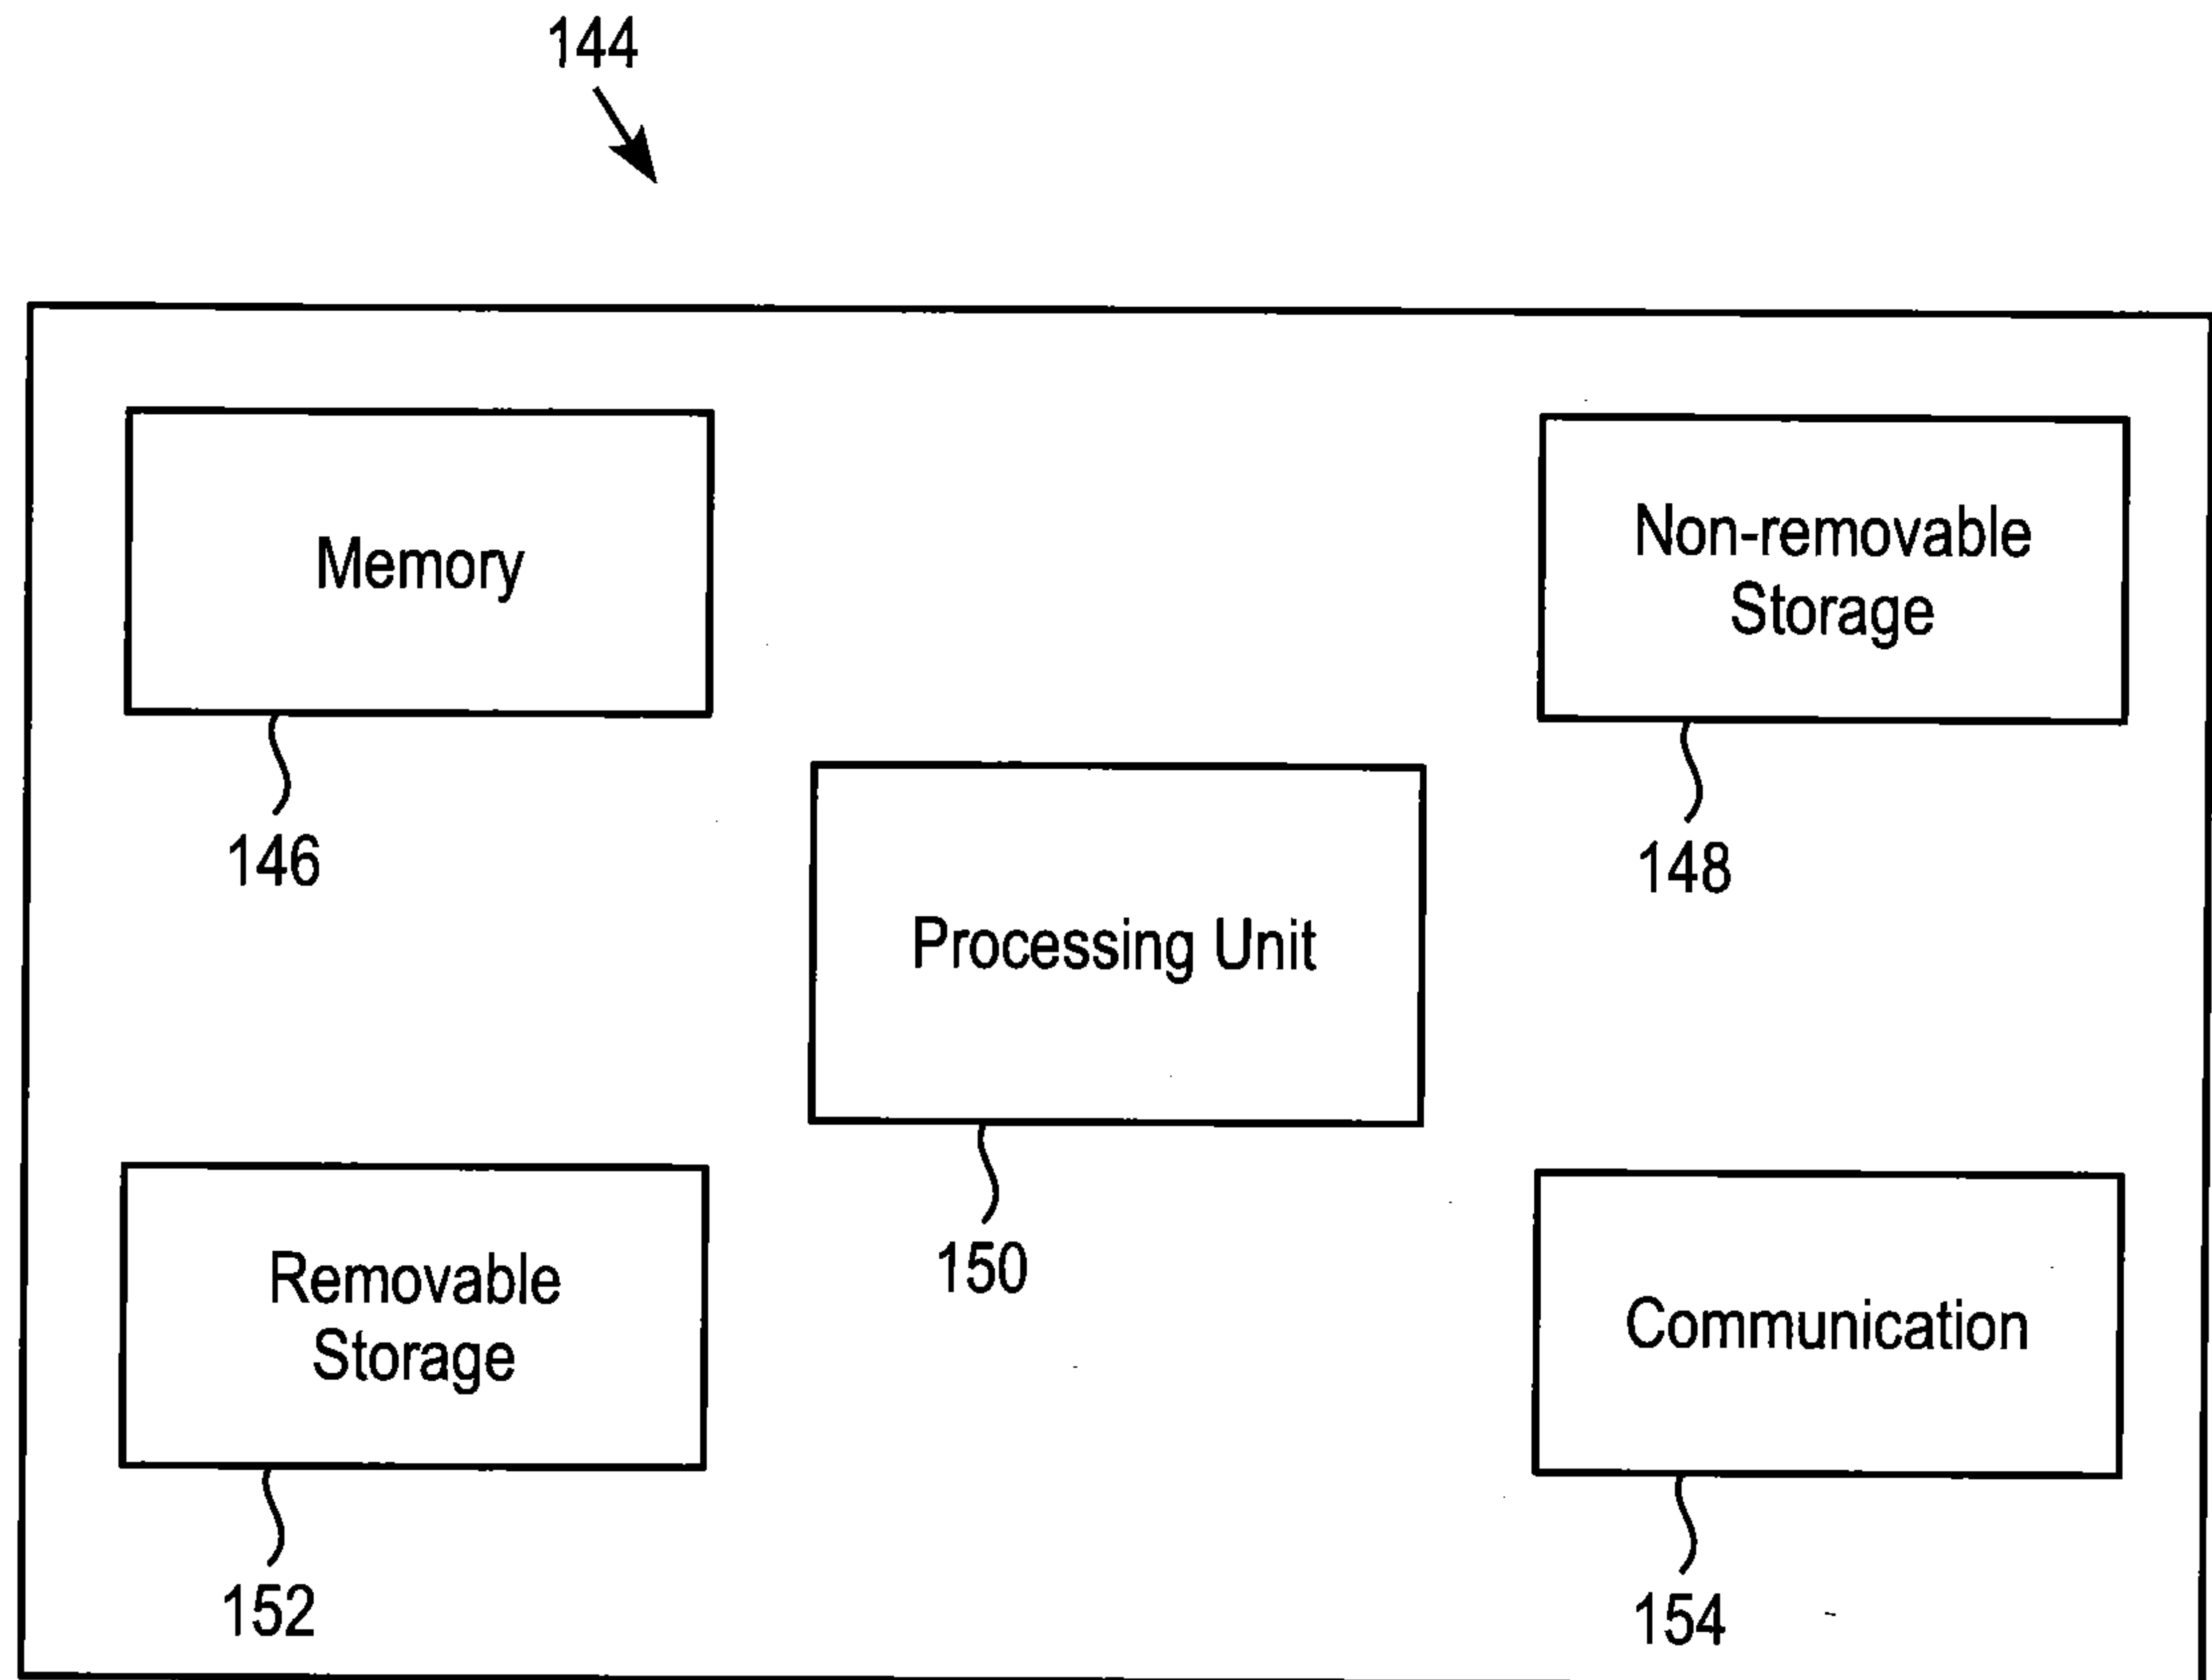 144
Memory
Non-removable
Storage
146
148
Processing Unit
150
Removable
Storage
Communication
152
154